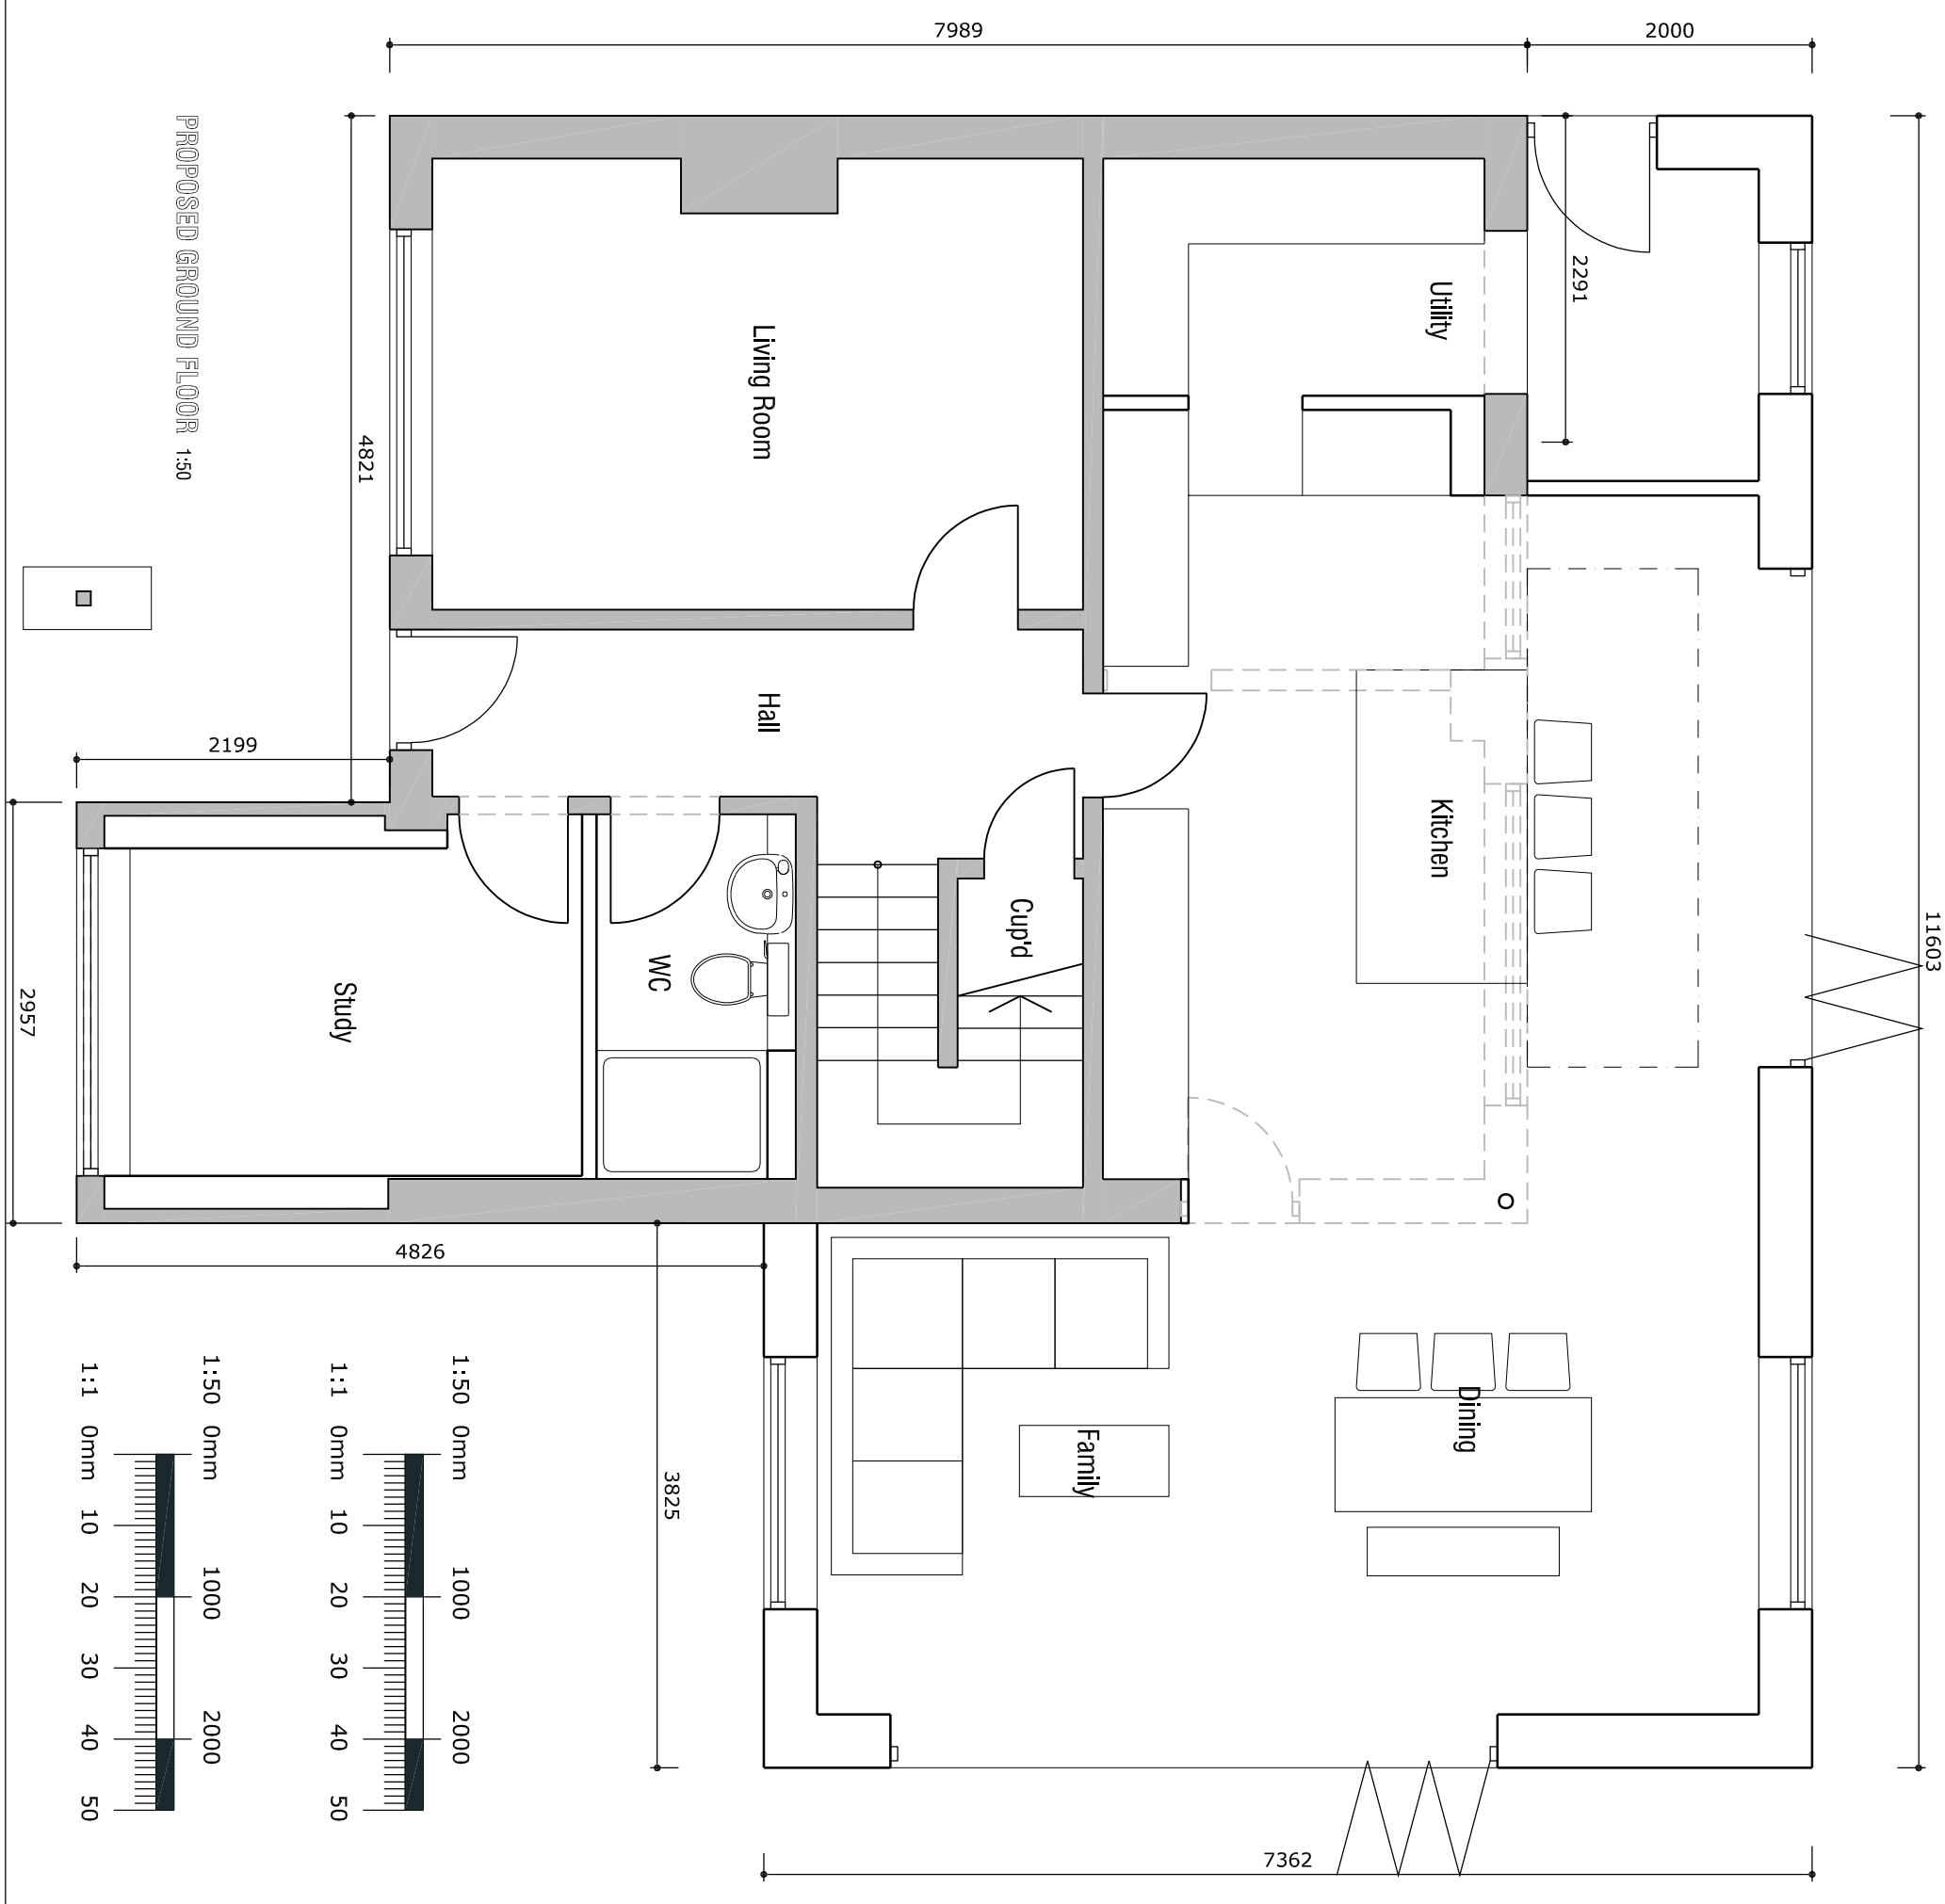 7989
2000
PROPOSED GROUND FLOOR 1:50
4821
2291
11603
2199
2957
4826
3825
7362
Living Room
Utility
Hall
Kitchen
Cup'd
WC
Study
Family
Dining
1:50 0mm 1000 2000
1:1 0mm 10 20 30 40 50
1:50 0mm 1000 2000
1:1 0mm 10 20 30 40 50